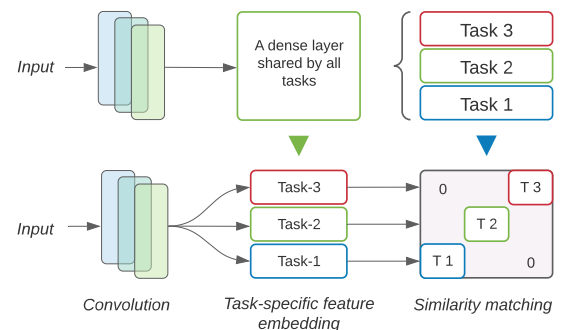 Input
A dense layer
shared by all
tasks
Task 3
Task 2
Task 1
Input
Task-3
Task-2
Task-1
0
T 3
T 2
T 1
0
Convolution
Task-specific feature
embedding
Similarity matching